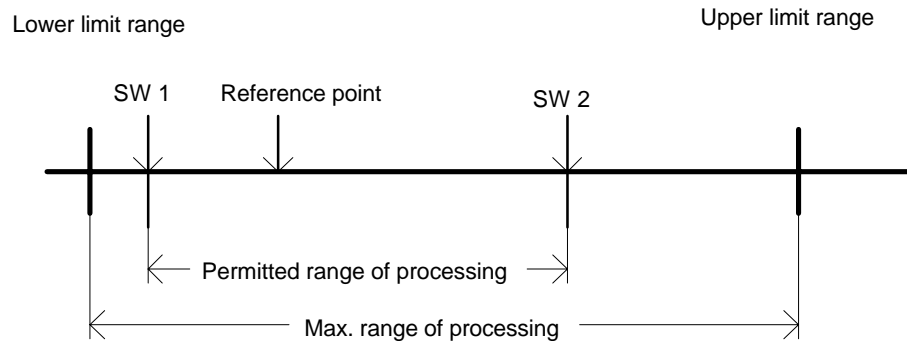 Lower limit range
Upper limit range
SW 1
Reference point
SW 2
Permitted range of processing
Max. range of processing